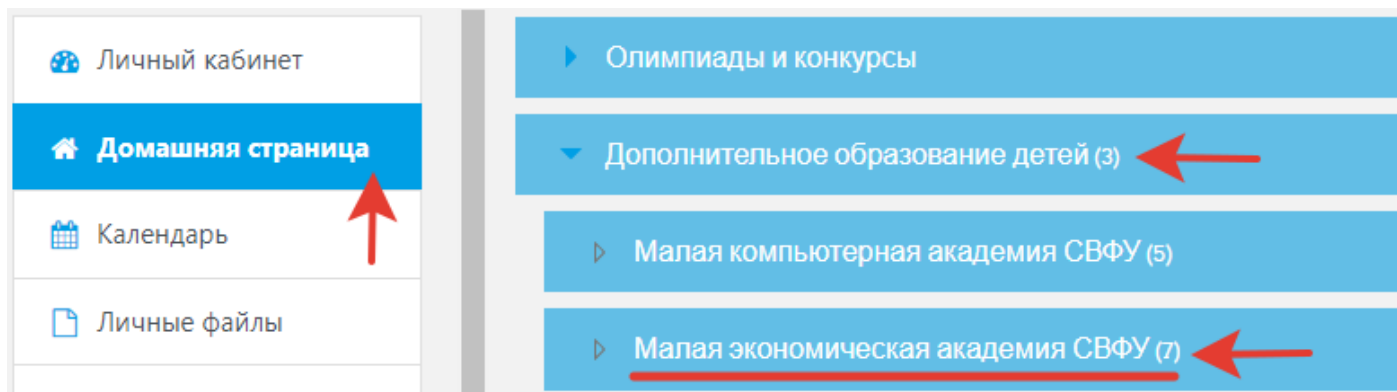 Личный кабинет
Домашняя страница
Календарь
Личные файлы
Олимпиады и конкурсы
Дополнительное образование детей (3)
Малая компьютерная академия СВФУ (5)
Малая экономическая академия СВФУ (7)